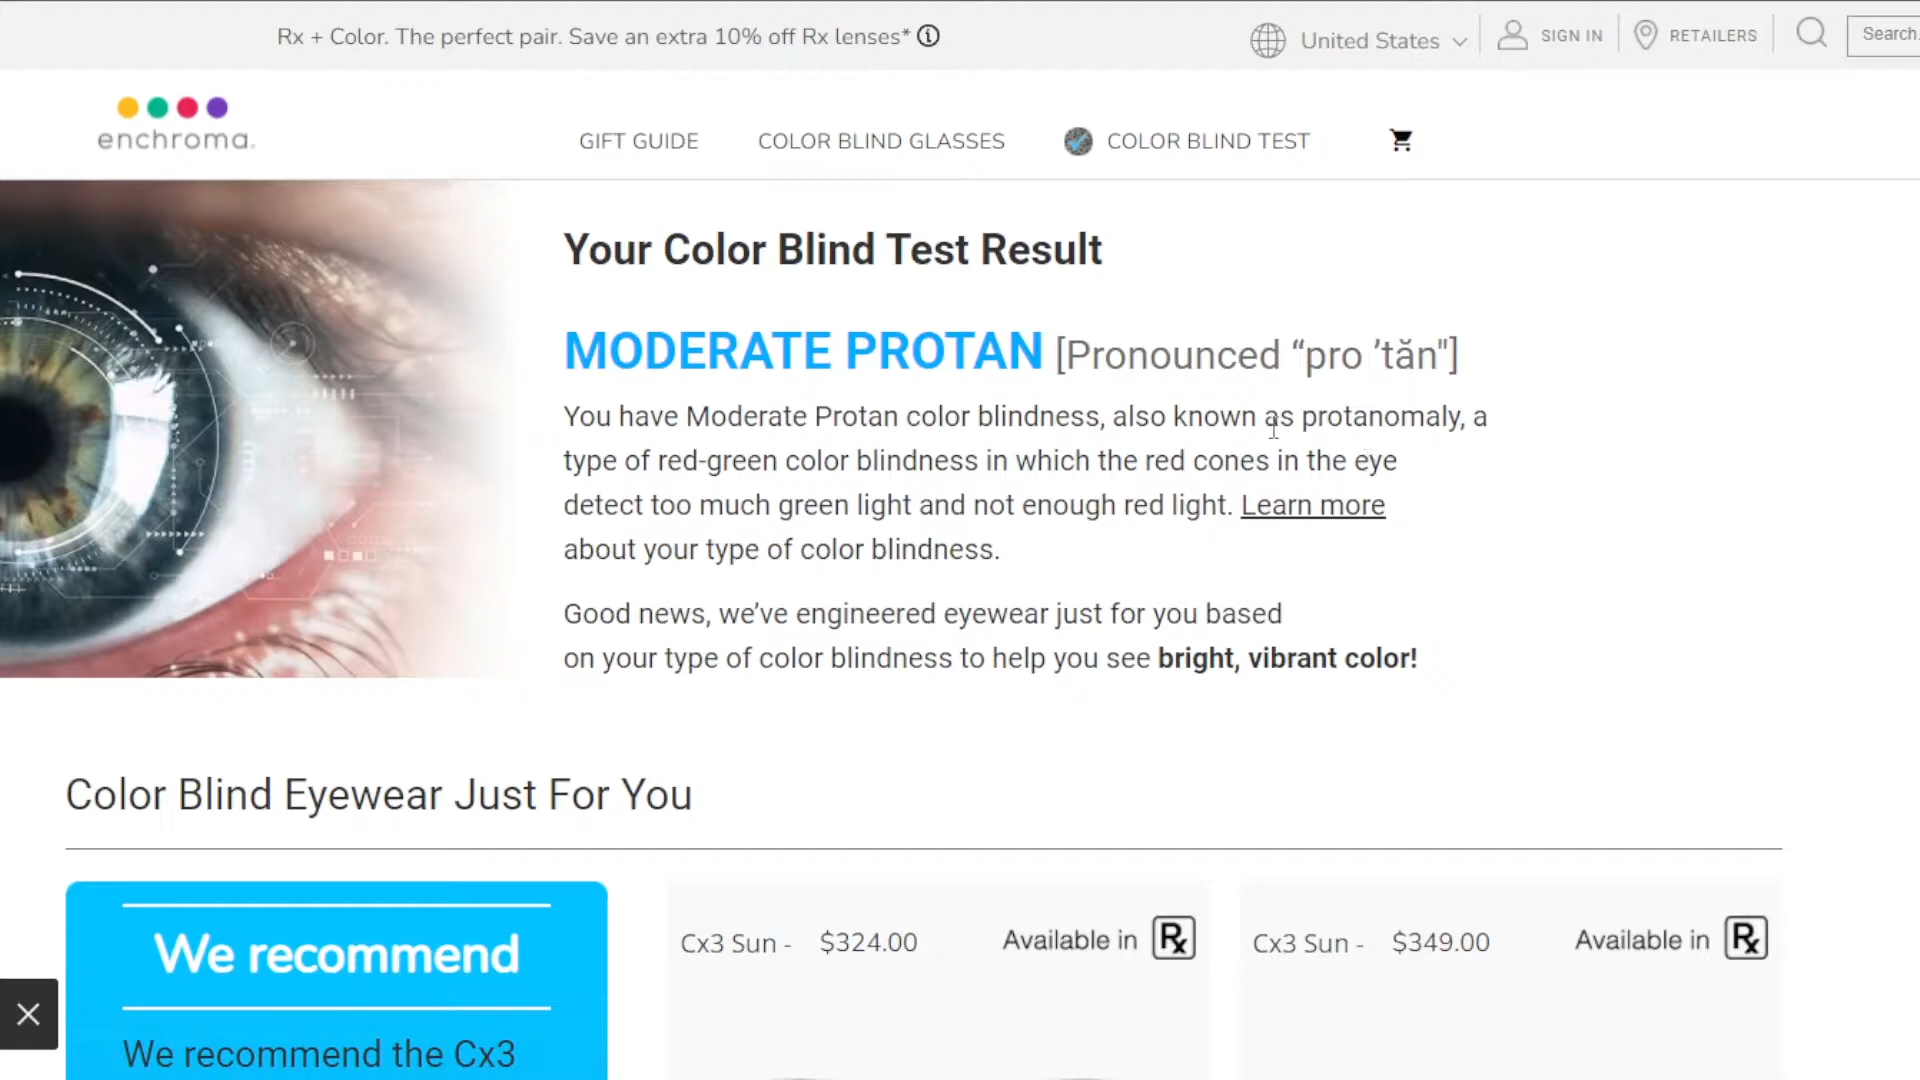 Rx + Color. The perfect pair. Save an extra 10% off Rx lenses*
United States
SIGN IN
RETAILERS
Search.
enchroma.
GIFT GUIDE
COLOR BLIND GLASSES
COLOR BLIND TEST
Your Color Blind Test Result
MODERATE PROTAN [Pronounced “pro ’tăn"]
You have Moderate Protan color blindness, also known as protanomaly, a
type of red-green color blindness in which the red cones in the eye
detect too much green light and not enough red light. Learn more
about your type of color blindness.
Good news, we’ve engineered eyewear just for you based
on your type of color blindness to help you see bright, vibrant color!
Color Blind Eyewear Just For You
We recommend
We recommend the Cx3
Cx3 Sun - $324.00 Available in Rx
Cx3 Sun - $349.00 Available in Rx